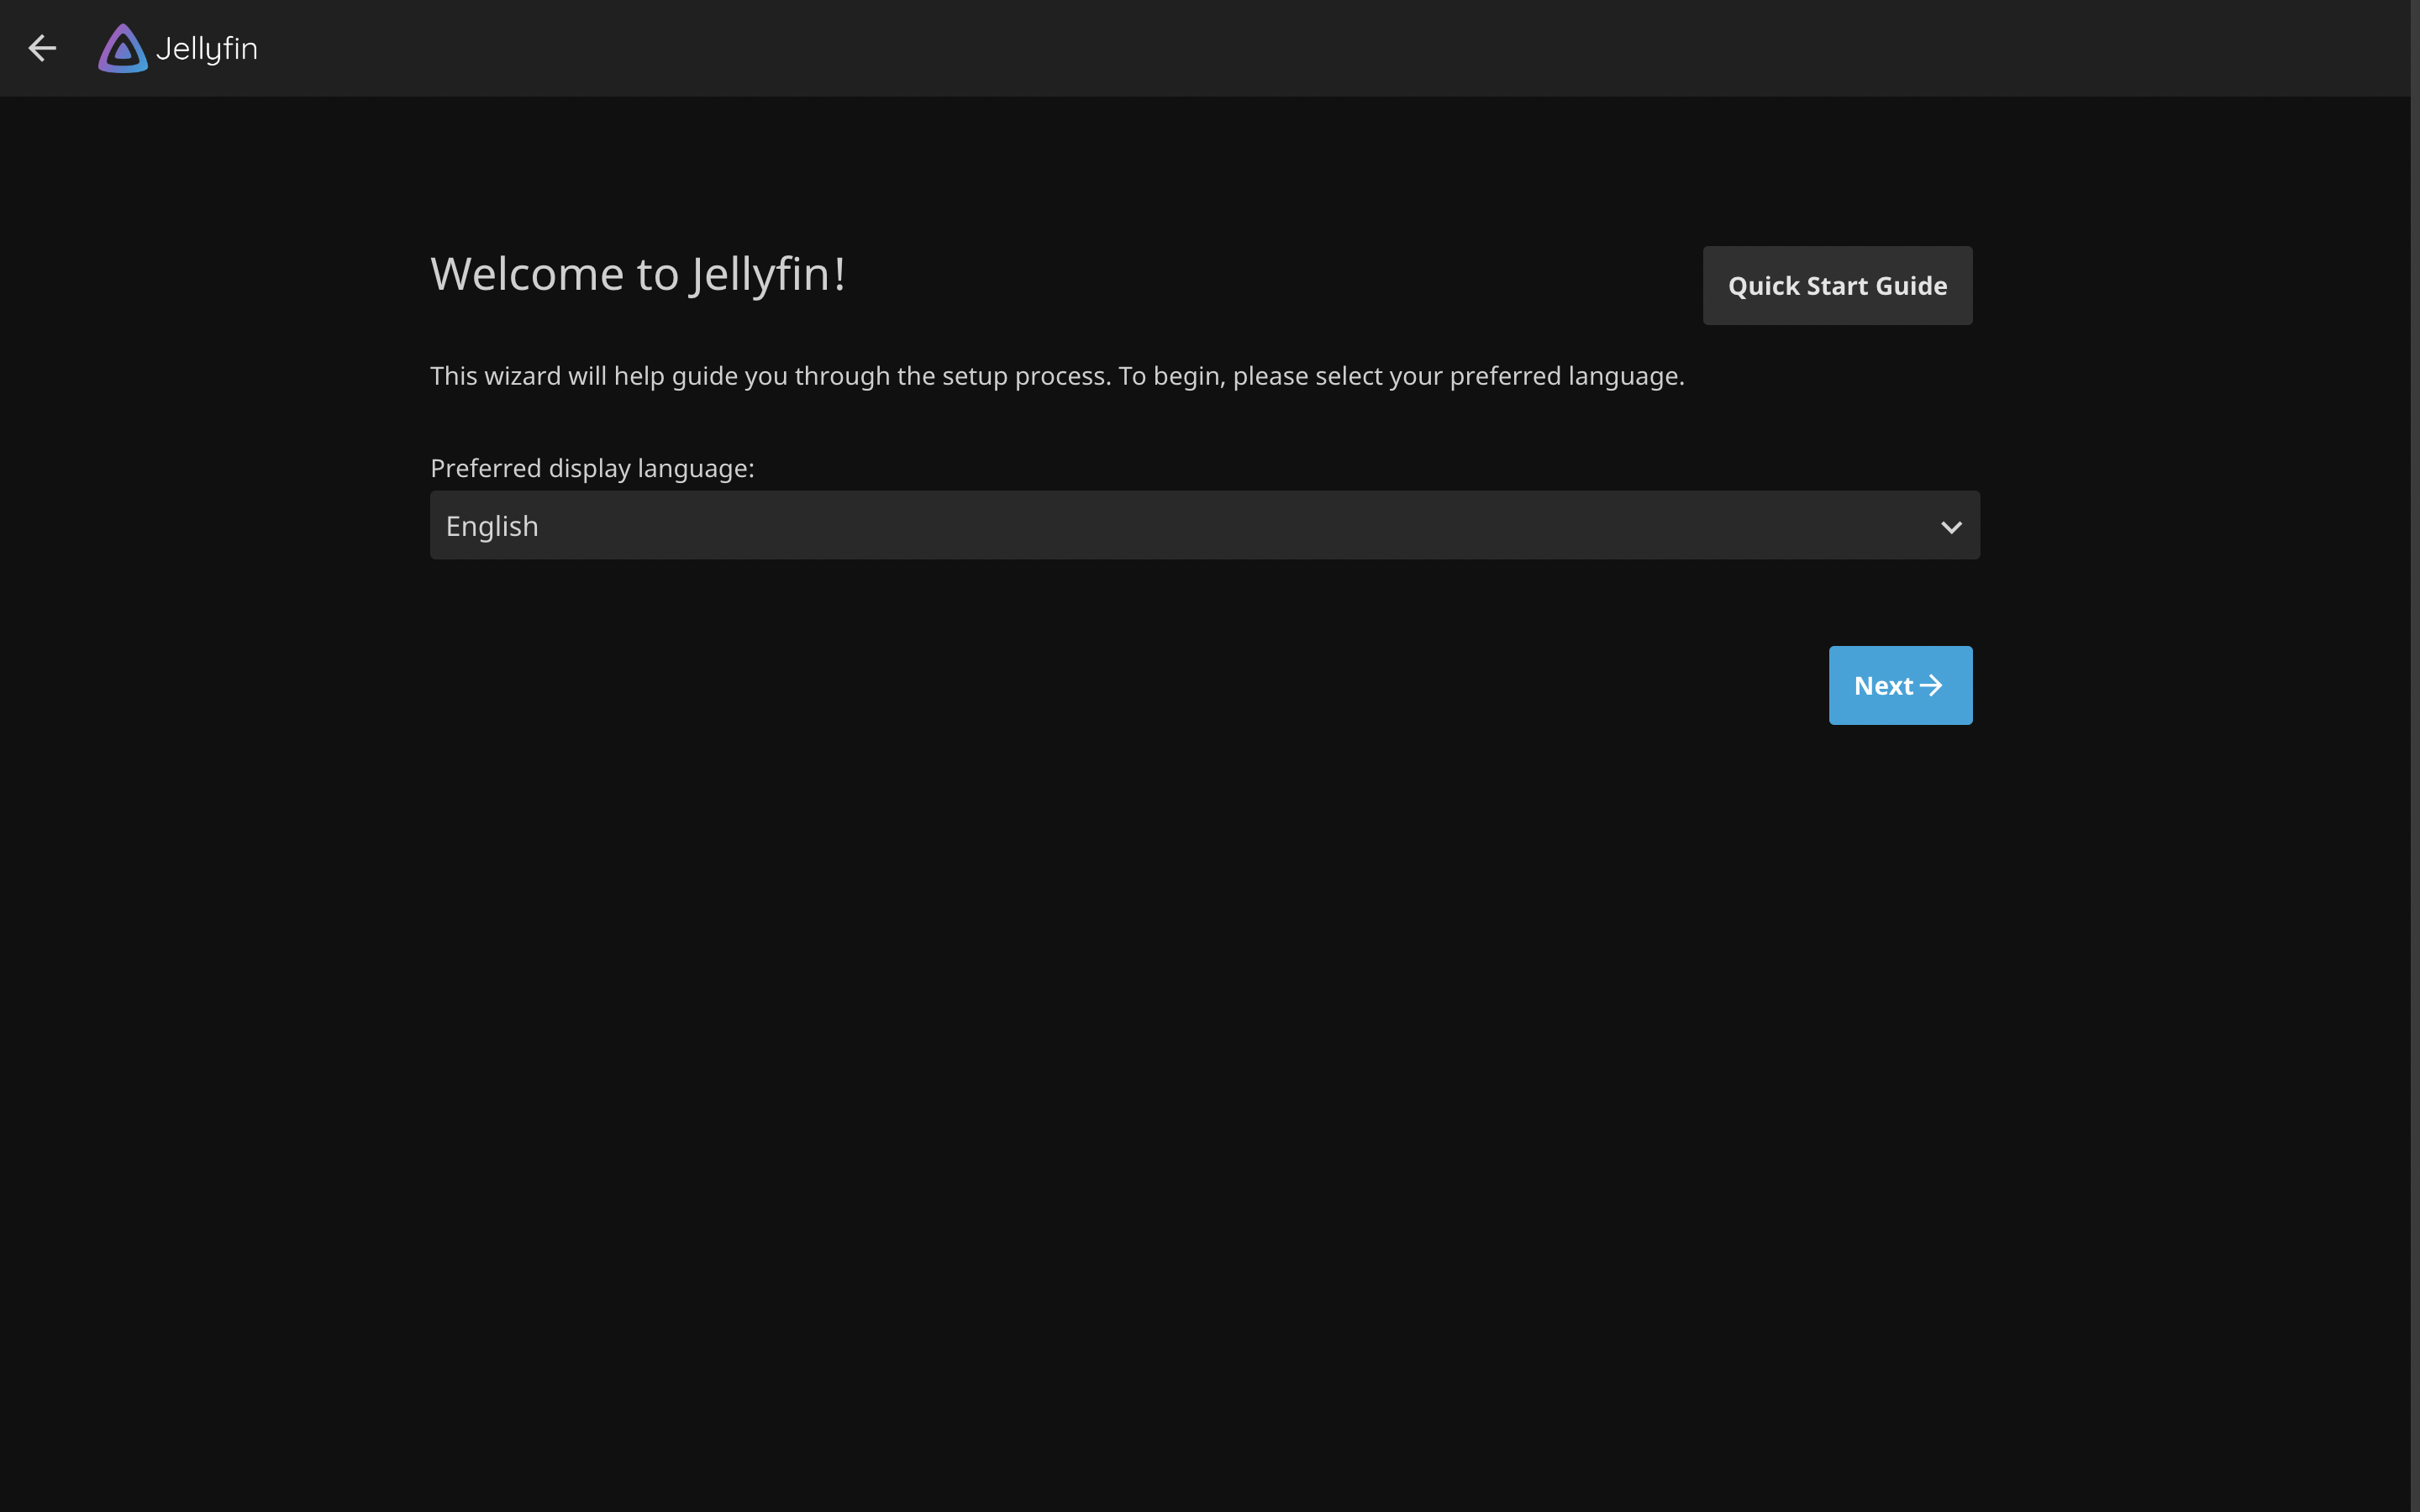 Jellyfin
Welcome to Jellyfin!
Quick Start Guide
This wizard will help guide you through the setup process. To begin, please select your preferred language.
Preferred display language:
English
Next